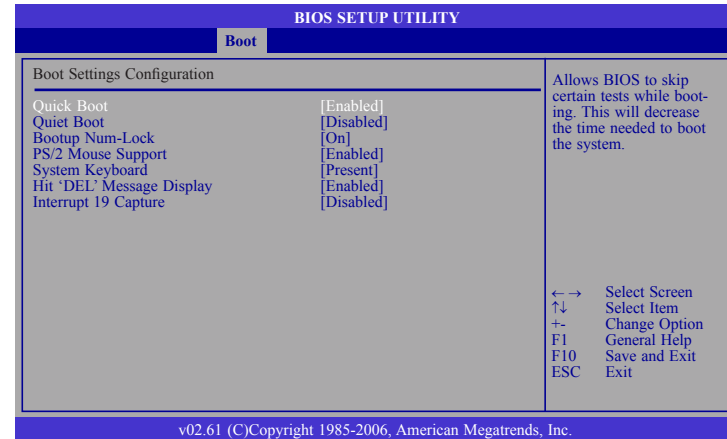 BIOS SETUP UTILITY
Boot
Boot Settings Configuration
Quick Boot [Enabled]
Quiet Boot [Disabled]
Bootup Num-Lock [On]
PS/2 Mouse Support [Enabled]
System Keyboard [Present]
Hit ‘DEL’ Message Display [Enabled]
Interrupt 19 Capture [Disabled]
Allows BIOS to skip
certain tests while boot-
ing. This will decrease
the time needed to boot
the system.
←→ Select Screen
↑↓ Select Item
+- Change Option
F1 General Help
F10 Save and Exit
ESC Exit
v02.61 (C)Copyright 1985-2006, American Megatrends, Inc.